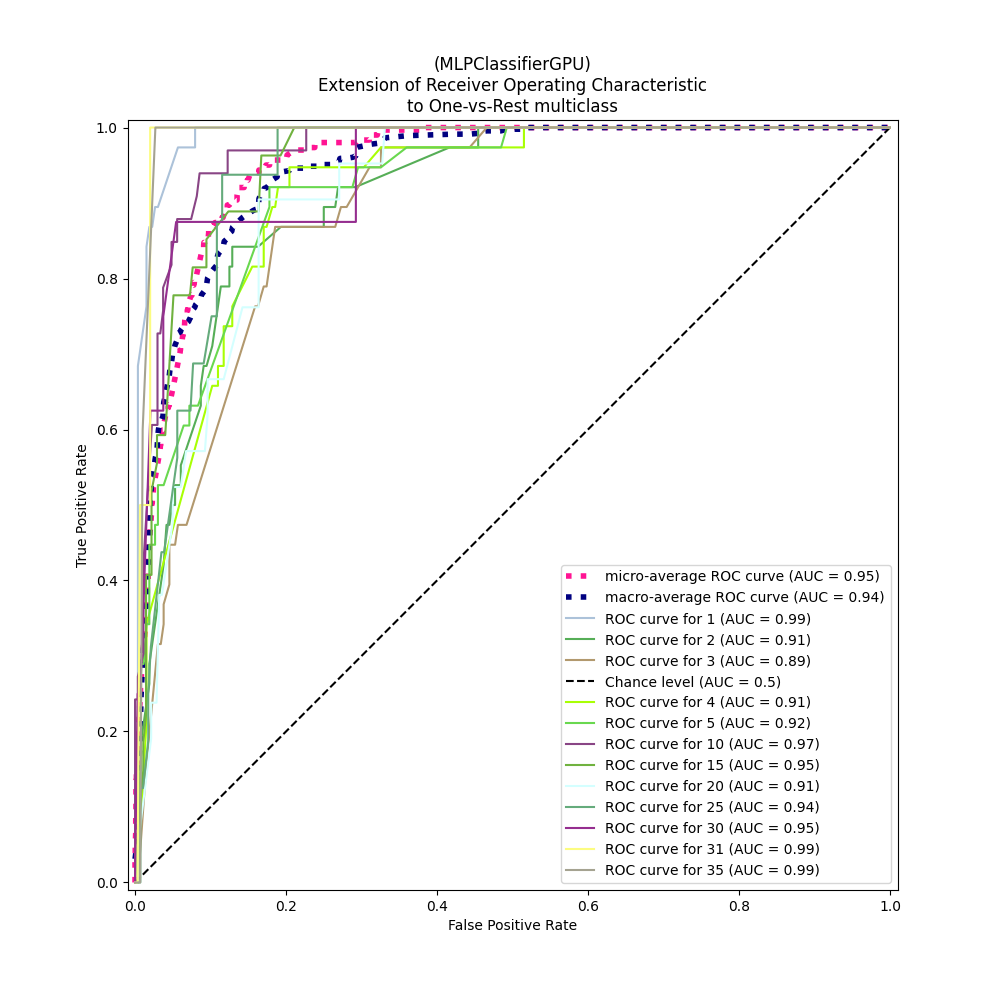 (MLPClassifierGPU)
Extension of Receiver Operating Characteristic
to One-vs-Rest multiclass
1.0
0.8
0.6
0.4
0.2
0.0
True Positive Rate
micro-average ROC curve (AUC = 0.95)
macro-average ROC curve (AUC = 0.94)
ROC curve for 1 (AUC = 0.99)
ROC curve for 2 (AUC = 0.91)
ROC curve for 3 (AUC = 0.89)
Chance level (AUC = 0.5)
ROC curve for 4 (AUC = 0.91)
ROC curve for 5 (AUC = 0.92)
ROC curve for 10 (AUC = 0.97)
ROC curve for 15 (AUC = 0.95)
ROC curve for 20 (AUC = 0.91)
ROC curve for 25 (AUC = 0.94)
ROC curve for 30 (AUC = 0.95)
ROC curve for 31 (AUC = 0.99)
ROC curve for 35 (AUC = 0.99)
0.0 0.2 0.4 0.6 0.8 1.0
False Positive Rate